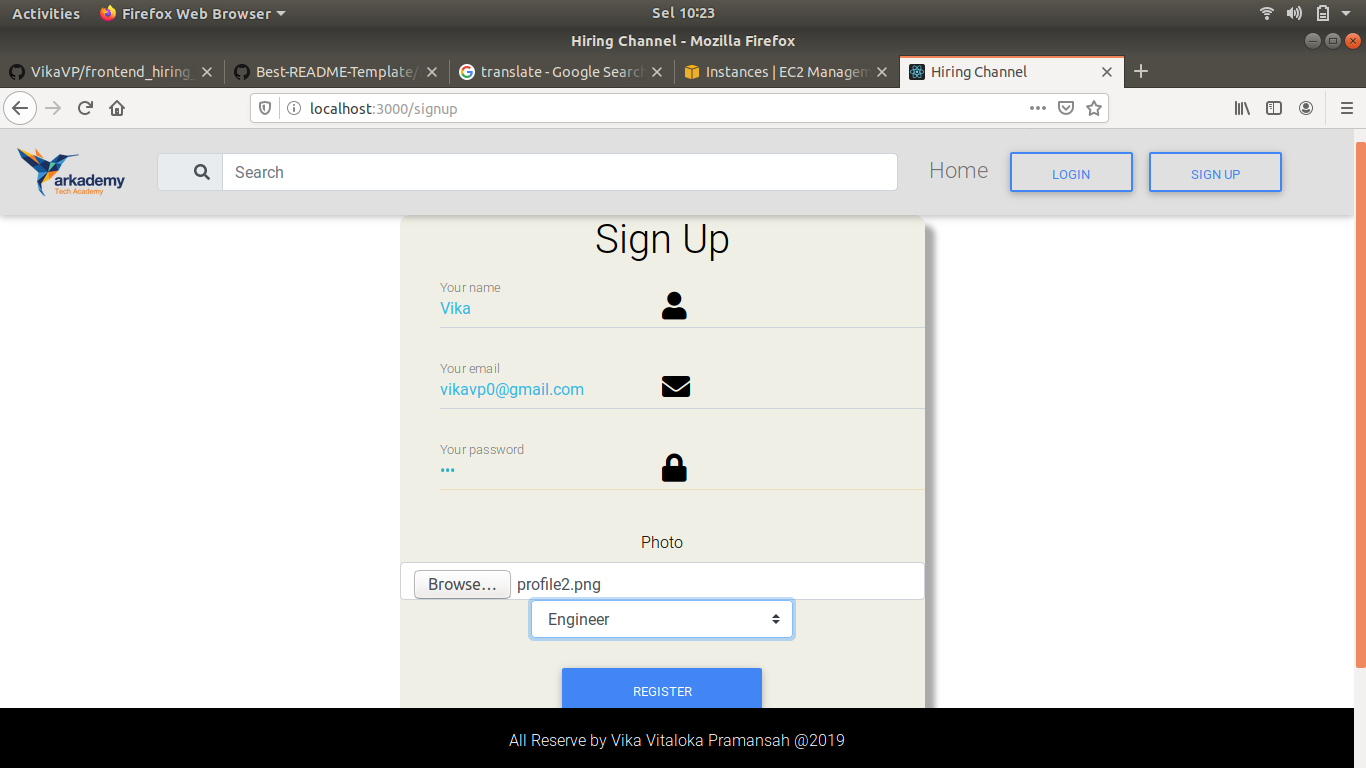 Activities Firefox Web Browser Sel 10:23
Hiring Channel - Mozilla Firefox
VikaVP/frontend_hiring_ Best-README-Template/ translate - Google Search Instances | EC2 Managem Hiring Channel
localhost:3000/signup
arkademy
Tech Academy
Search
Home
LOGIN
SIGN UP
Sign Up
Your name
Vika
Your email
vikavp0@gmail.com
Your password
•••
Photo
Browse… profile2.png
Engineer
REGISTER
All Reserve by Vika Vitaloka Pramansah @2019